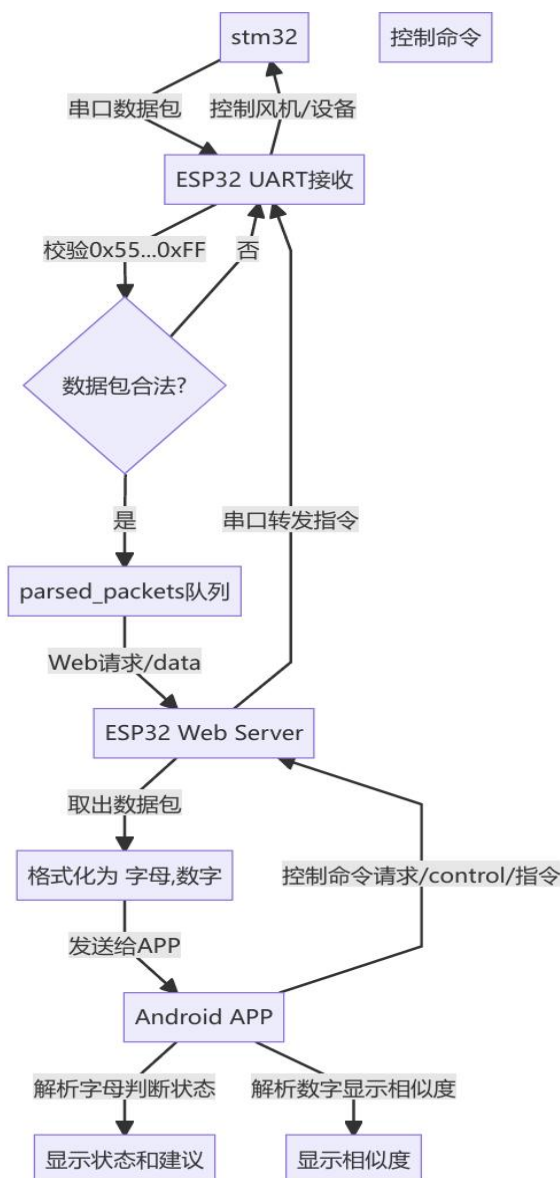 stm32
控制命令
串口数据包
控制风机/设备
ESP32 UART接收
校验0x55...0xFF
否
数据包合法?
是
串口转发指令
parsed_packets队列
Web请求/data
ESP32 Web Server
取出数据包
格式化为 字母,数字
控制命令请求/control/指令
发送给APP
Android APP
解析字母判断状态
解析数字显示相似度
显示状态和建议
显示相似度